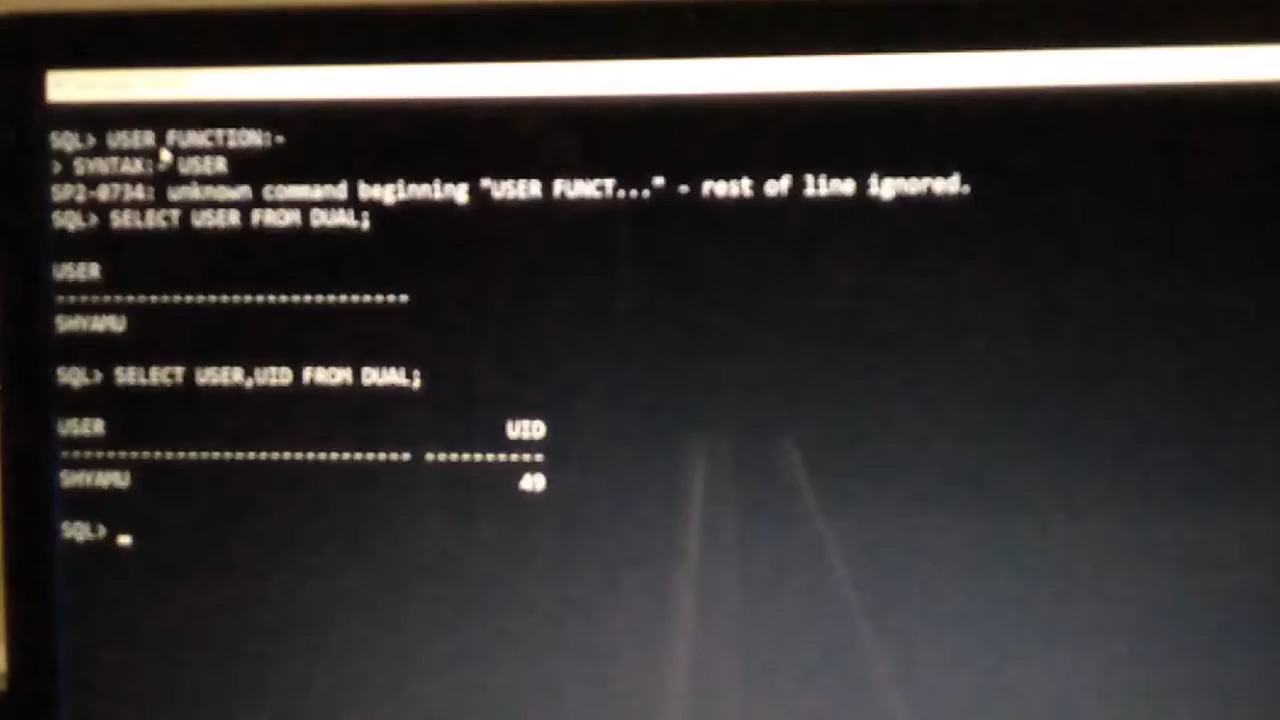 SQL> USER FUNCTION:-
> SYNTAX:- USER
SP2-0734: unknown command beginning "USER FUNCT..." - rest of line ignored.
SQL> SELECT USER FROM DUAL;
USER
------------------------------
SHYAMU
SQL> SELECT USER,UID FROM DUAL;
USER                                  UID
------------------------------ ----------
SHYAMU                                 49
SQL>